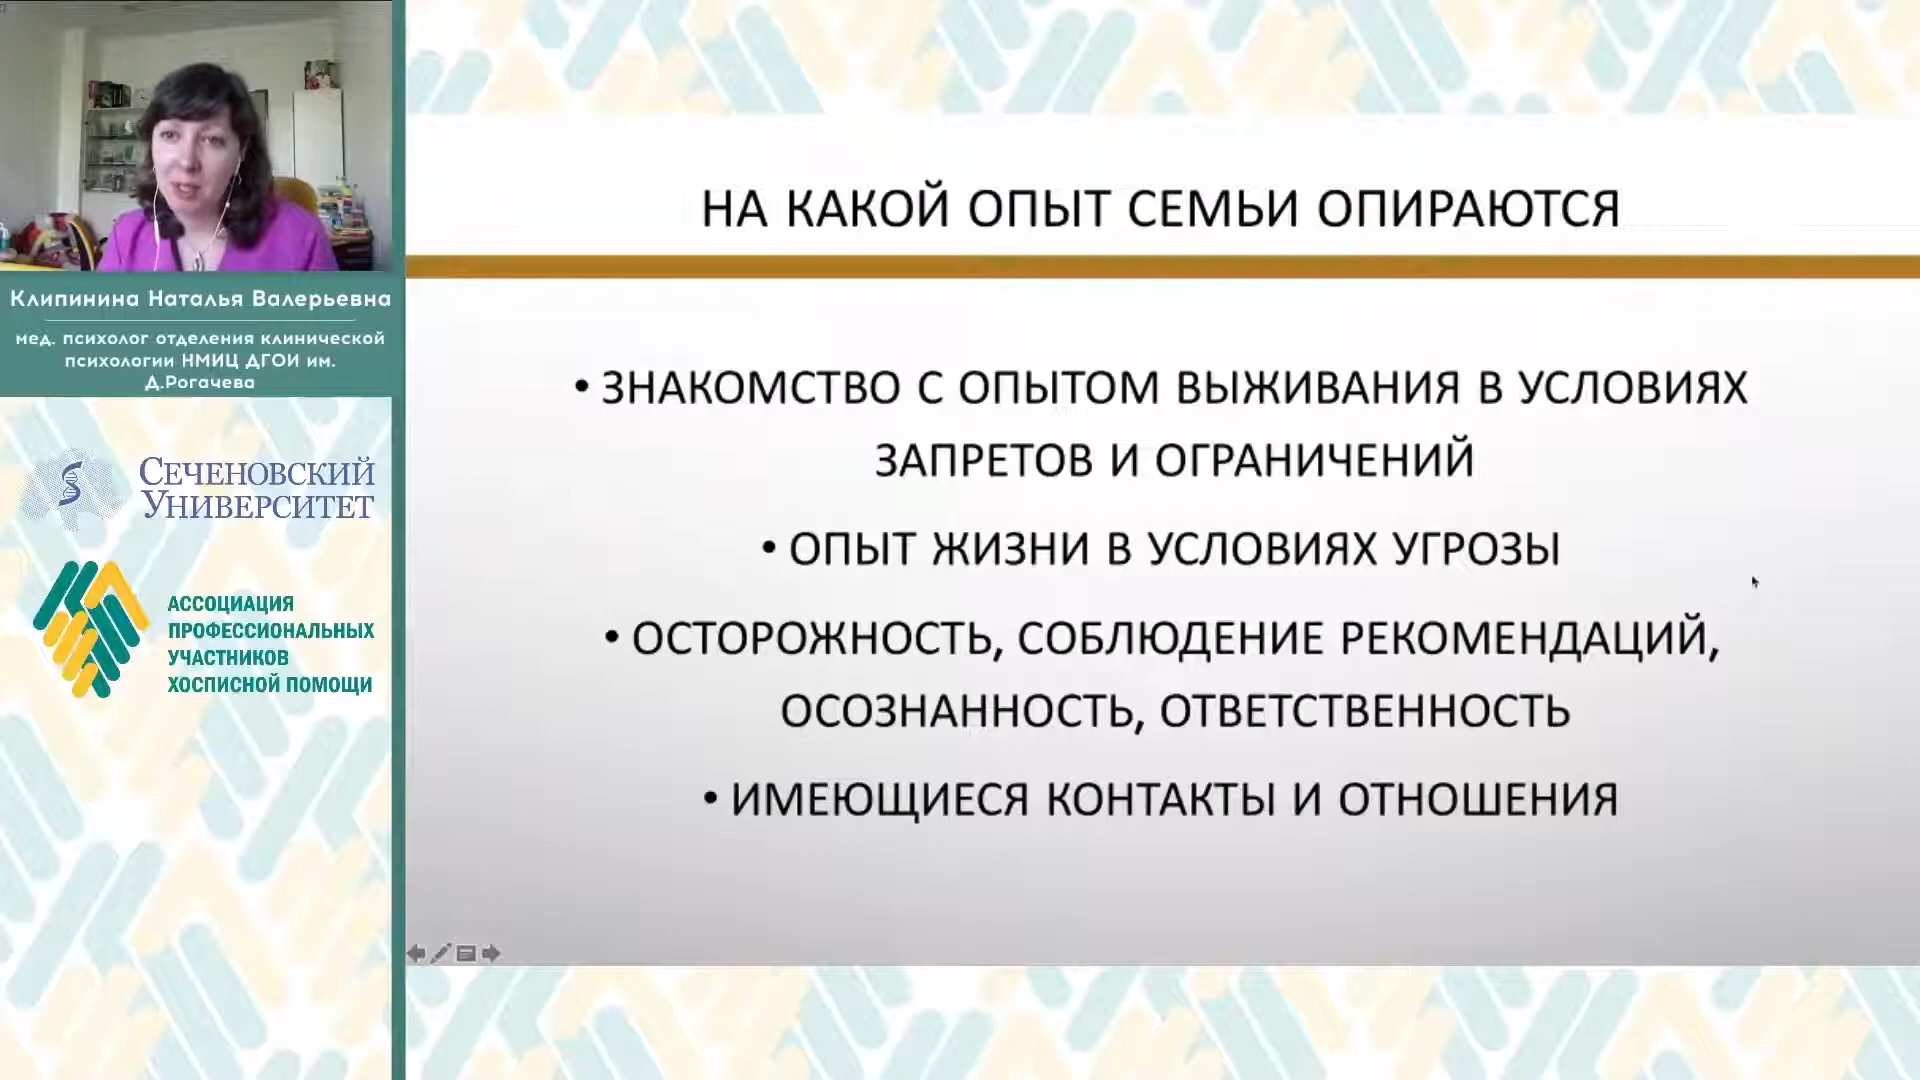 Клипинина Наталья Валерьевна
мед. психолог отделения клинической
психологии НМИЦ ДГОИ им.
Д.Рогачева
СЕЧЕНОВСКИЙ
УНИВЕРСИТЕТ
АССОЦИАЦИЯ
ПРОФЕССИОНАЛЬНЫХ
УЧАСТНИКОВ
ХОСПИСНОЙ ПОМОЩИ
НА КАКОЙ ОПЫТ СЕМЬИ ОПИРАЮТСЯ
• ЗНАКОМСТВО С ОПЫТОМ ВЫЖИВАНИЯ В УСЛОВИЯХ
ЗАПРЕТОВ И ОГРАНИЧЕНИЙ
• ОПЫТ ЖИЗНИ В УСЛОВИЯХ УГРОЗЫ
• ОСТОРОЖНОСТЬ, СОБЛЮДЕНИЕ РЕКОМЕНДАЦИЙ,
ОСОЗНАННОСТЬ, ОТВЕТСТВЕННОСТЬ
• ИМЕЮЩИЕСЯ КОНТАКТЫ И ОТНОШЕНИЯ